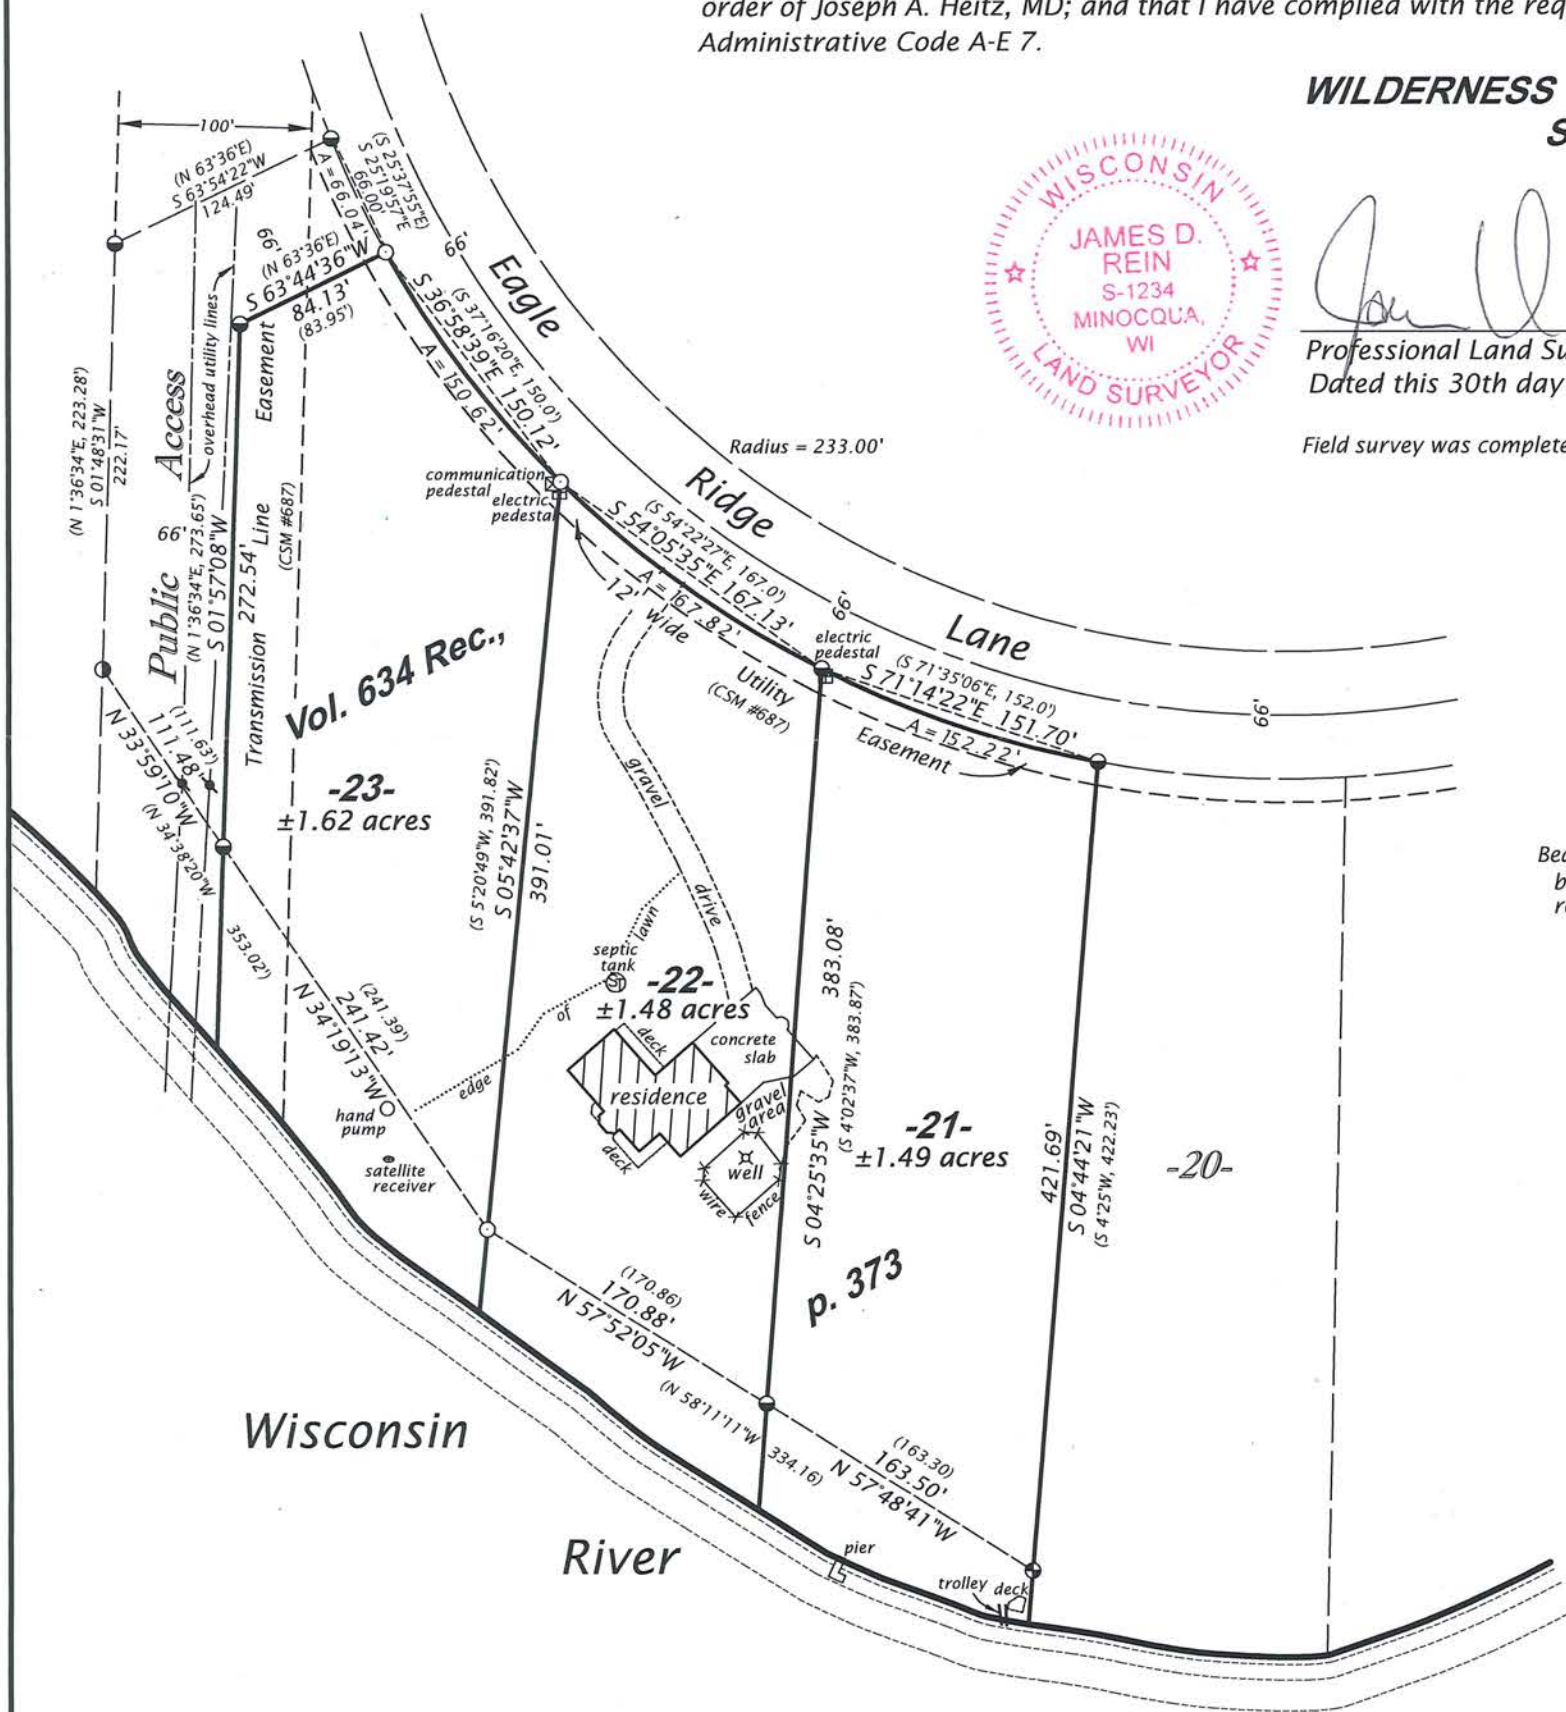 order of Joseph A. Heitz, MD; and that I have complied with the req
Administrative Code A-E 7.
WILDERNESS
S
WISCONSIN
JAMES D.
REIN
S-1234
MINOCQUA,
WI
LAND SURVEYOR
Professional Land Su
Dated this 30th day
Field survey was complete
100'
(N 63°36'E)
S 63°54'22"W
124.49'
A = 66.04'
(S 25°37'55"E)
S 25°19'57"E
66.00'
66'
Eagle
66'
(N 63°36'E)
S 63°44'36"W
84.13'
(83.95')
(S 37°16'20"E, 150.0')
S 36°58'39"E 150.12'
A = 150.62'
Radius = 233.00'
Ridge
(N 1°36'34"E, 223.28')
S 01°48'31"W
222.17'
Public Access
66'
overhead utility lines
(N 1°36'34"E, 273.65')
S 01°57'08"W
272.54'
Transmission Line Easement
(CSM #687)
communication
pedestal
electric
pedestal
(S 54°22'27"E, 167.0')
S 54°05'35"E 167.13'
A = 167.82'
66'
12' wide Utility Easement
(CSM #687)
electric
pedestal
Lane
(S 71°35'06"E, 152.0')
S 71°14'22"E 151.70'
A = 152.22'
66'
Vol. 634 Rec.,
-23-
±1.62 acres
(111.63')
111.48'
N 33°59'10"W
(N 34°38'20"W
353.02')
(S 5°20'49"W, 391.82')
S 05°42'37"W
391.01'
gravel
drive
Bea
b
r
septic
tank
ST
lawn
of
edge
-22-
±1.48 acres
383.08'
(S 4°02'37"W, 383.87')
S 04°25'35"W
(241.39')
241.42'
N 34°19'13"W
hand
pump
satellite
receiver
deck
concrete
slab
residence
gravel
area
deck
well
wire
fence
-21-
±1.49 acres
421.69'
S 04°44'21"W
(S 4°25'W, 422.23')
-20-
p. 373
(170.86)
170.88'
N 57°52'05"W
(N 58°11'11"W
334.16)
(163.30)
163.50'
N 57°48'41"W
Wisconsin
River
pier
trolley
deck